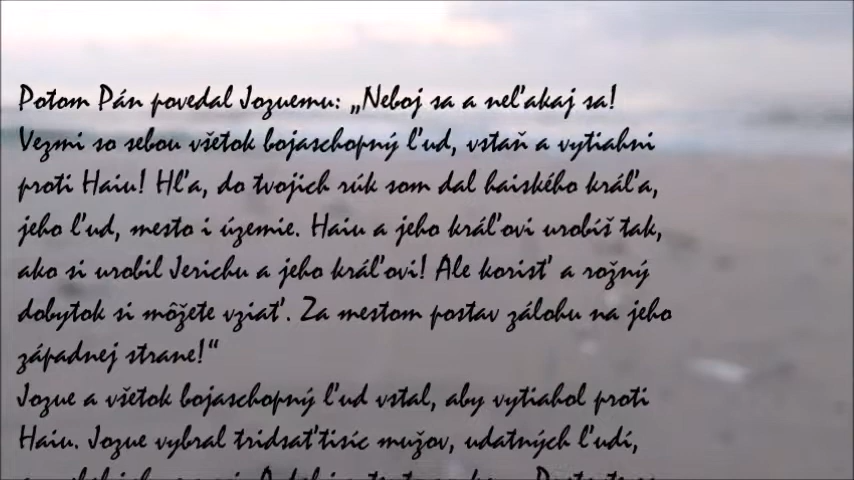 Potom Pán povedal Jozuemu: „Neboj sa a neľakaj sa!
Vezmi so sebou všetok bojaschopný ľud, vstaň a vytiahni
proti Haiu! Hľa, do tvojich rúk som dal haiského kráľa,
jeho ľud, mesto i územie. Haiu a jeho kráľovi urobíš tak,
ako si urobil Jerichu a jeho kráľovi! Ale korisť a rožný
dobytok si môžete vziať. Za mestom postav zálohu na jeho
západnej strane!“
Jozue a všetok bojaschopný ľud vstal, aby vytiahol proti
Haiu. Jozue vybral tridsaťtisíc mužov, udatných ľudí,